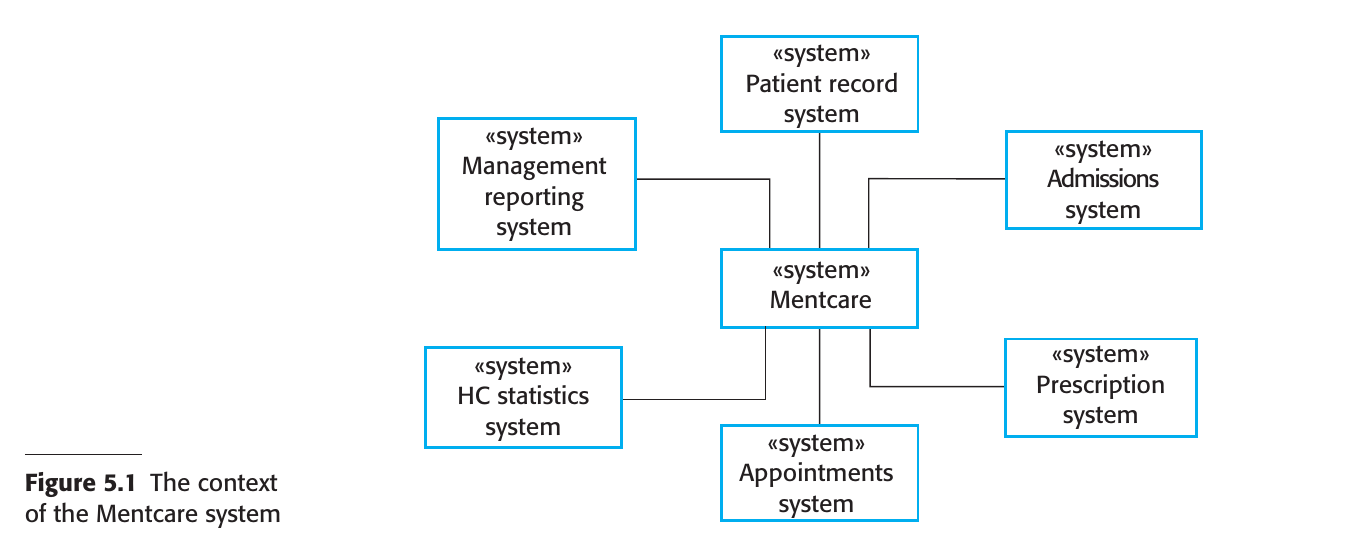 «system»
Patient record
system
«system»
Management
reporting
system
«system»
Admissions
system
«system»
Mentcare
«system»
HC statistics
system
«system»
Prescription
system
«system»
Appointments
system
Figure 5.1 The context
of the Mentcare system